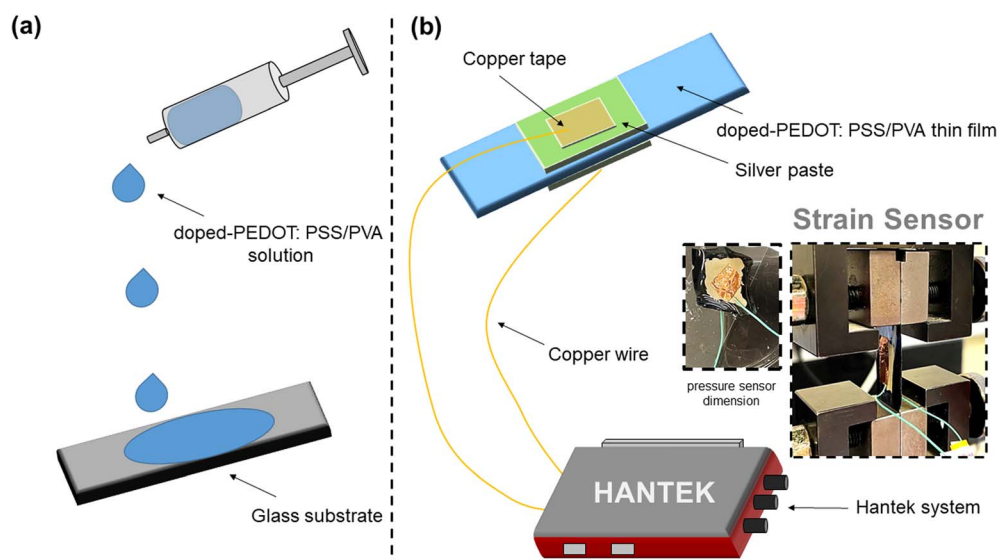 (a)
doped-PEDOT: PSS/PVA
solution
Glass substrate
(b)
Copper tape
doped-PEDOT: PSS/PVA thin film
Silver paste
Strain Sensor
Copper wire
pressure sensor
dimension
HANTEK
Hantek system